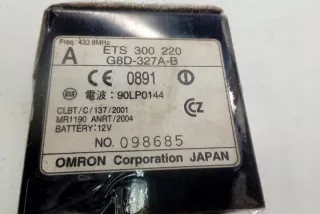 Freq: 433.9MHz
A ETS 300 220
G8D-327A-B
CE 0891 !
電波: 90LP0144
CLBT/C/137/2001
MR1190 ANRT/2004 CZ
BATTERY: 12V
NO. 098685
OMRON Corporation JAPAN